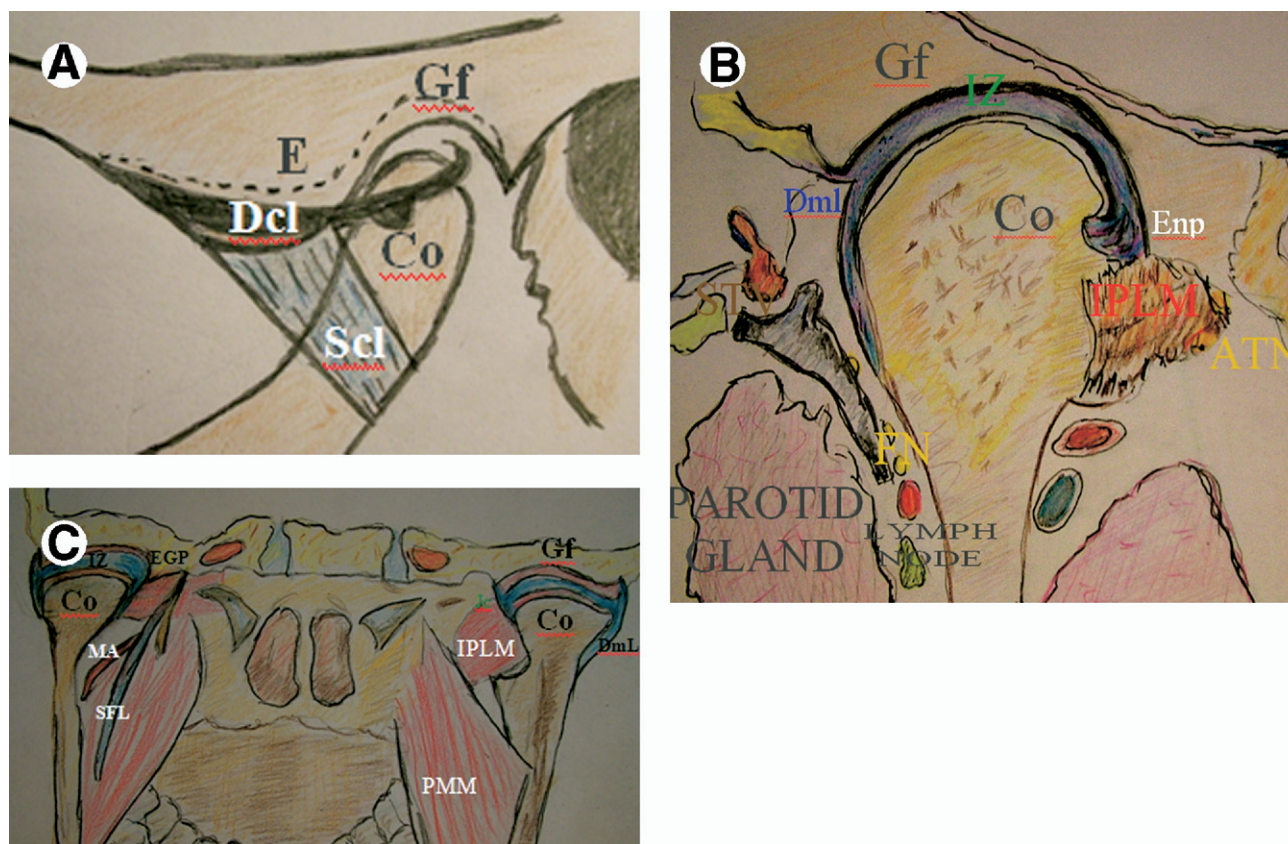 A
Gf
E
Dcl
Co
Scl
B
Gf
IZ
Dml
Co
Enp
STV
IPLM
ATN
FN
PAROTID
GLAND
LYMPH
NODE
C
IZ
EGP
Gf
Co
Co
MA
IPLM
DmL
SFL
PMM